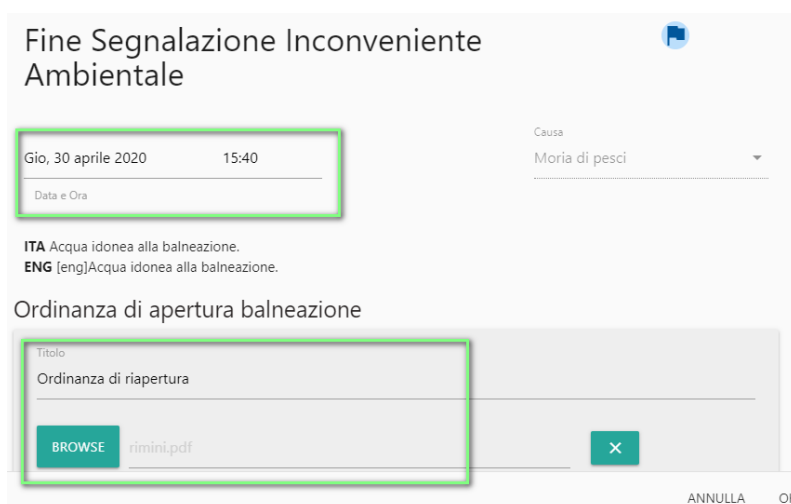 Fine Segnalazione Inconveniente
Ambientale
Causa
Gio, 30 aprile 2020 15:40
Moria di pesci
Data e Ora
ITA Acqua idonea alla balneazione.
ENG [eng]Acqua idonea alla balneazione.
Ordinanza di apertura balneazione
Titolo
Ordinanza di riapertura
BROWSE rimini.pdf
ANNULLA